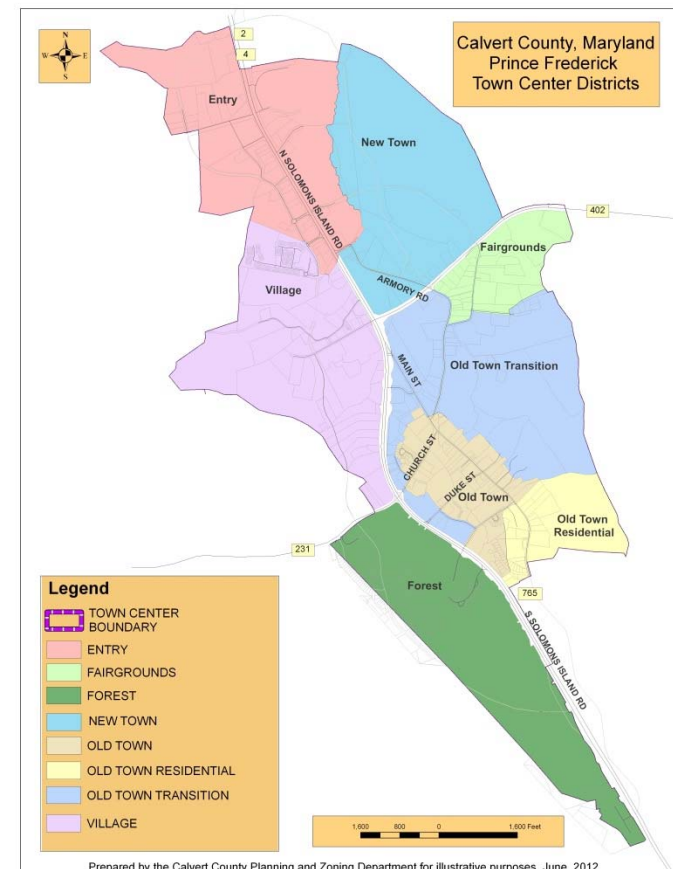 Calvert County, Maryland
Prince Frederick
Town Center Districts
N
W E
S
2
4
Entry
New Town
N SOLOMONS ISLAND RD
402
Fairgrounds
Village
ARMORY RD
MAIN ST
Old Town Transition
CHURCH ST
DUKE ST
Old Town
Old Town
Residential
231
Forest
765
S SOLOMONS ISLAND RD
Legend
TOWN CENTER
BOUNDARY
ENTRY
FAIRGROUNDS
FOREST
NEW TOWN
OLD TOWN
OLD TOWN RESIDENTIAL
OLD TOWN TRANSITION
VILLAGE
1,600 800 0 1,600 Feet
Prepared by the Calvert County Planning and Zoning Department for illustrative purposes, June, 2012